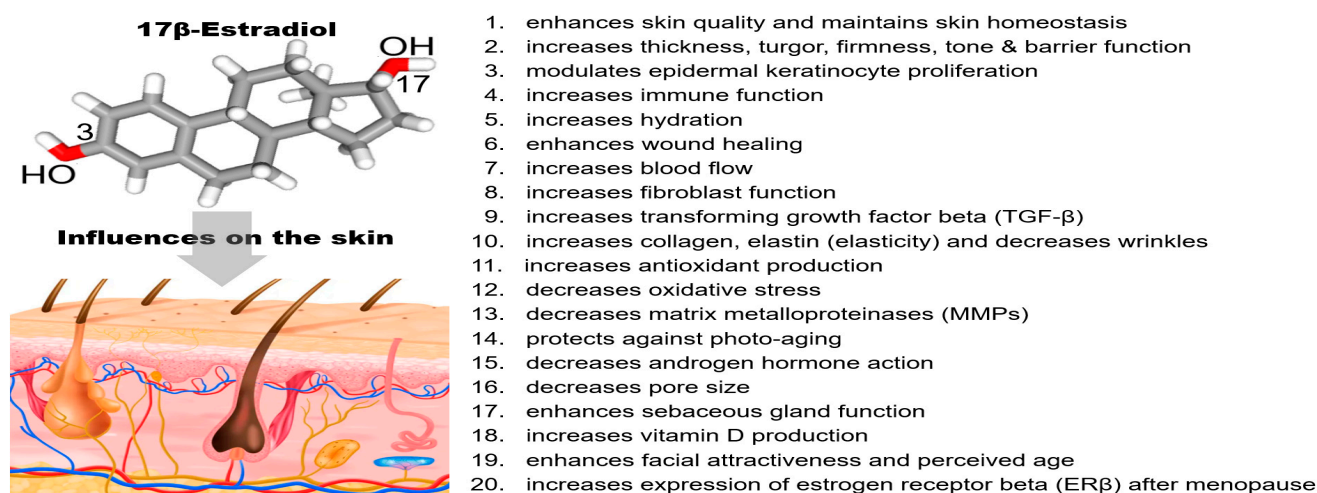 17β-Estradiol
OH
17
3
HO
Influences on the skin
1. enhances skin quality and maintains skin homeostasis
2. increases thickness, turgor, firmness, tone & barrier function
3. modulates epidermal keratinocyte proliferation
4. increases immune function
5. increases hydration
6. enhances wound healing
7. increases blood flow
8. increases fibroblast function
9. increases transforming growth factor beta (TGF-β)
10. increases collagen, elastin (elasticity) and decreases wrinkles
11. increases antioxidant production
12. decreases oxidative stress
13. decreases matrix metalloproteinases (MMPs)
14. protects against photo-aging
15. decreases androgen hormone action
16. decreases pore size
17. enhances sebaceous gland function
18. increases vitamin D production
19. enhances facial attractiveness and perceived age
20. increases expression of estrogen receptor beta (ERβ) after menopause